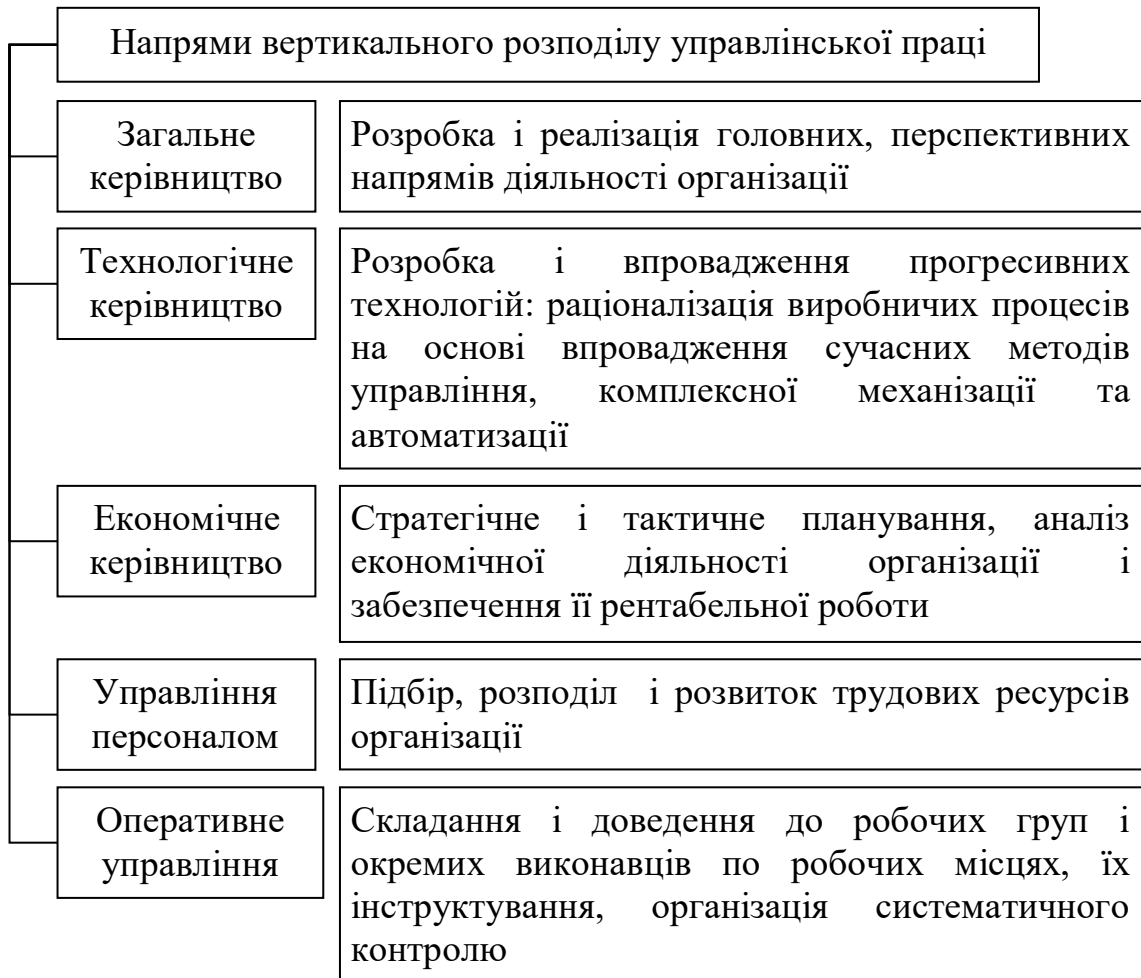 Напрями вертикального розподілу управлінської праці
Загальне
керівництво
Розробка і реалізація головних, перспективних
напрямів діяльності організації
Технологічне
керівництво
Розробка і впровадження прогресивних
технологій: раціоналізація виробничих процесів
на основі впровадження сучасних методів
управління, комплексної механізації та
автоматизації
Економічне
керівництво
Стратегічне і тактичне планування, аналіз
економічної діяльності організації і
забезпечення її рентабельної роботи
Управління
персоналом
Підбір, розподіл і розвиток трудових ресурсів
організації
Оперативне
управління
Складання і доведення до робочих груп і
окремих виконавців по робочих місцях, їх
інструктування, організація систематичного
контролю